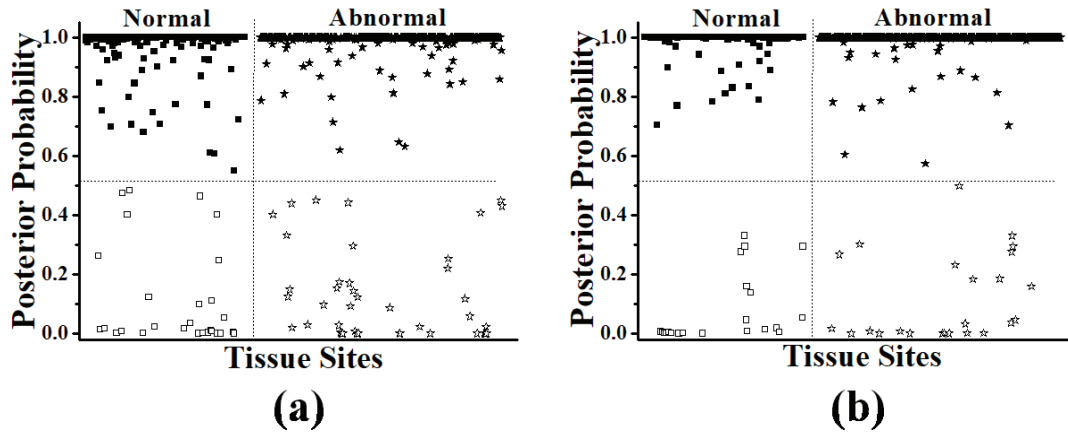 Normal Abnormal
Posterior Probability
1.0
0.8
0.6
0.4
0.2
0.0
Tissue Sites
(a)
Normal Abnormal
Posterior Probability
1.0
0.8
0.6
0.4
0.2
0.0
Tissue Sites
(b)